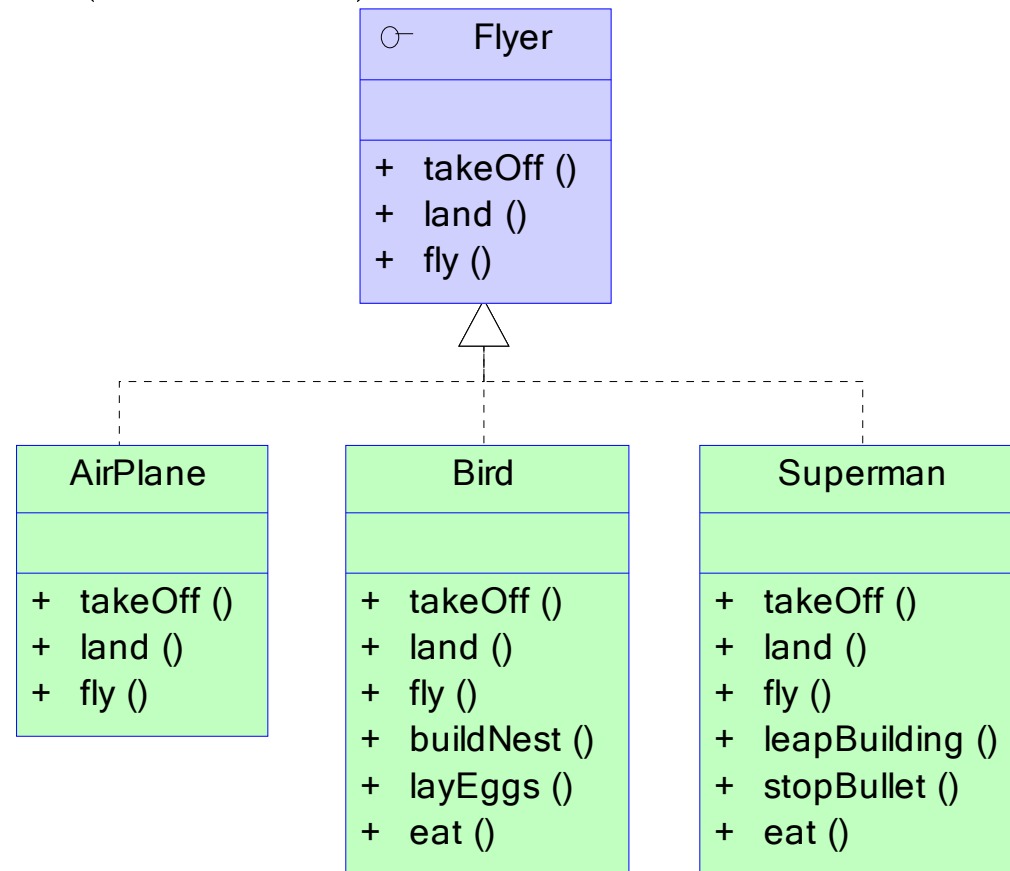 Flyer
+ takeOff ()
+ land ()
+ fly ()
AirPlane
+ takeOff ()
+ land ()
+ fly ()
Bird
+ takeOff ()
+ land ()
+ fly ()
+ buildNest ()
+ layEggs ()
+ eat ()
Superman
+ takeOff ()
+ land ()
+ fly ()
+ leapBuilding ()
+ stopBullet ()
+ eat ()